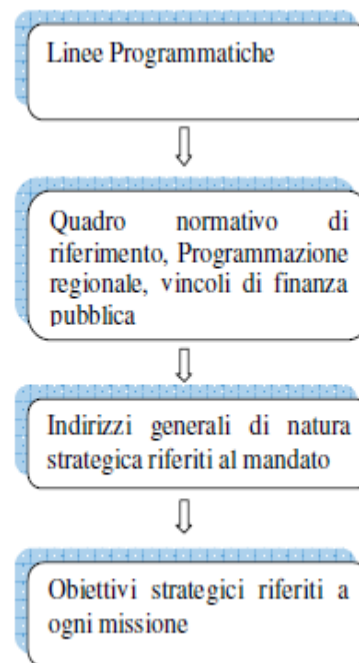 Linee Programmatiche
Quadro normativo di
riferimento, Programmazione
regionale, vincoli di finanza
pubblica
Indirizzi generali di natura
strategica riferiti al mandato
Obiettivi strategici riferiti a
ogni missione